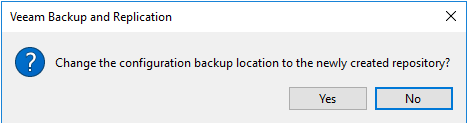 Veeam Backup and Replication
Change the configuration backup location to the newly created repository?
Yes
No